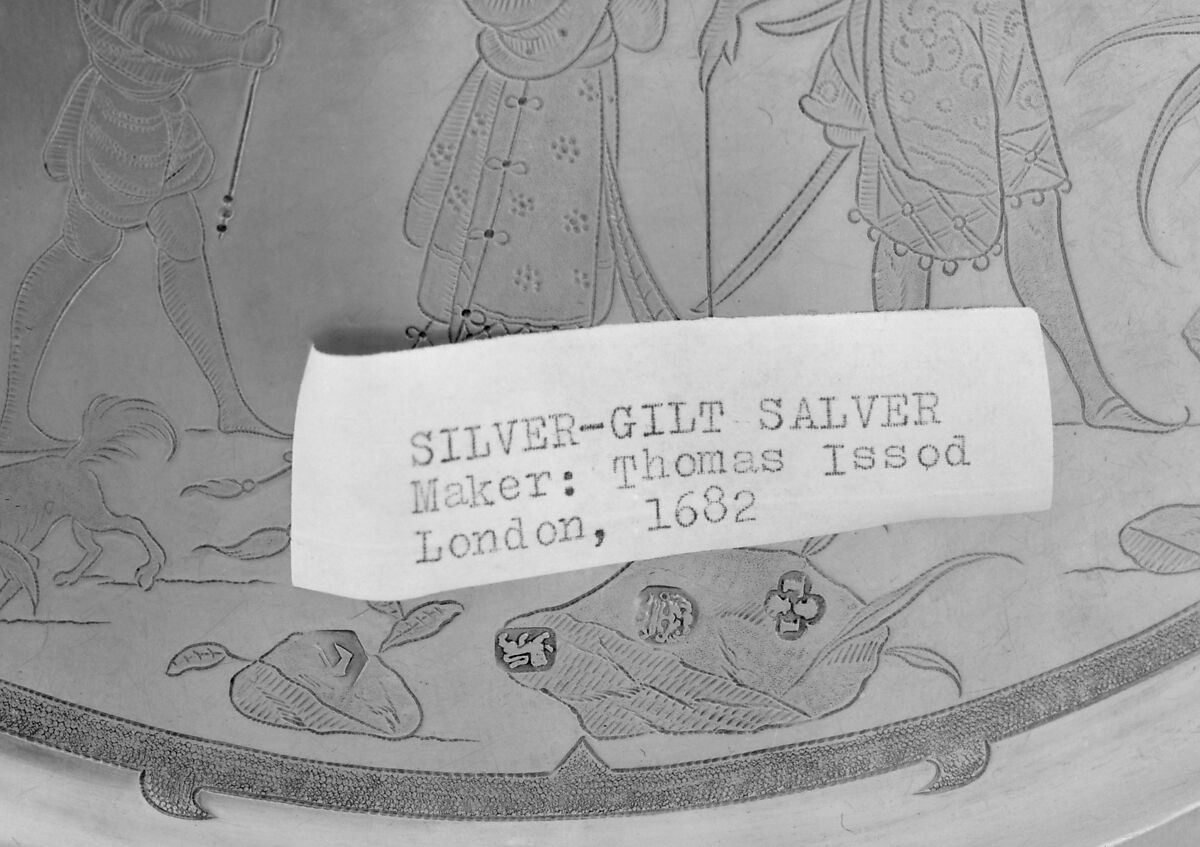 SILVER-GILT SALVER
Maker: Thomas Issod
London, 1682